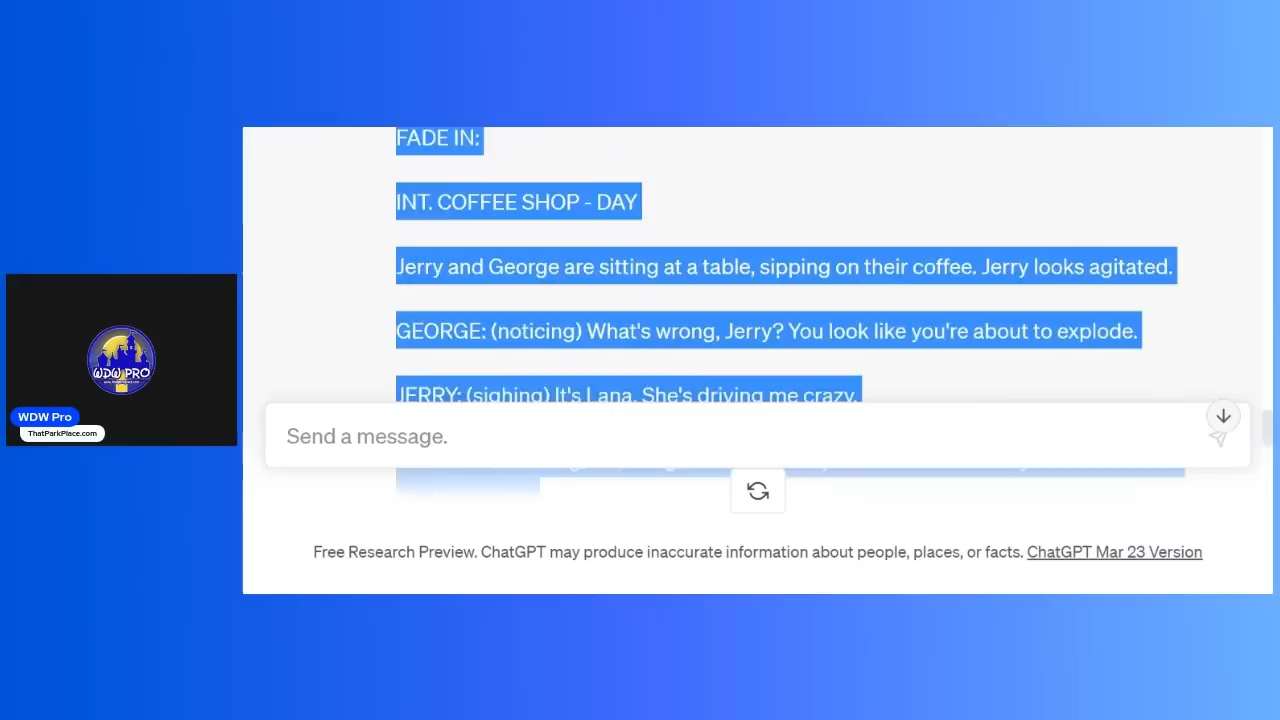 FADE IN:
INT. COFFEE SHOP - DAY
Jerry and George are sitting at a table, sipping on their coffee. Jerry looks agitated.
GEORGE: (noticing) What's wrong, Jerry? You look like you're about to explode.
JERRY: (sighing) It's Lana. She's driving me crazy.
Send a message.
Free Research Preview. ChatGPT may produce inaccurate information about people, places, or facts. ChatGPT Mar 23 Version
WDW PRO
WDW Pro
ThatParkPlace.com